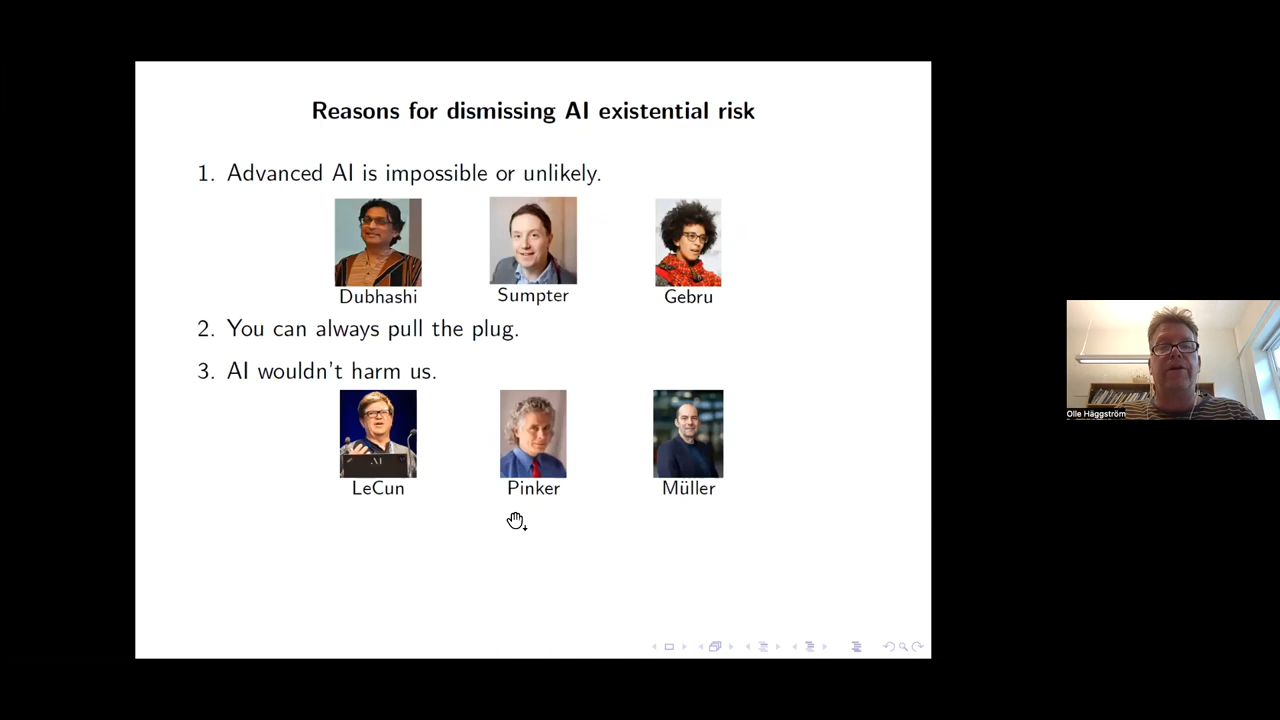 Reasons for dismissing AI existential risk
1. Advanced AI is impossible or unlikely.
Dubhashi Sumpter Gebru
2. You can always pull the plug.
3. AI wouldn't harm us.
LeCun Pinker Müller
Olle Häggström